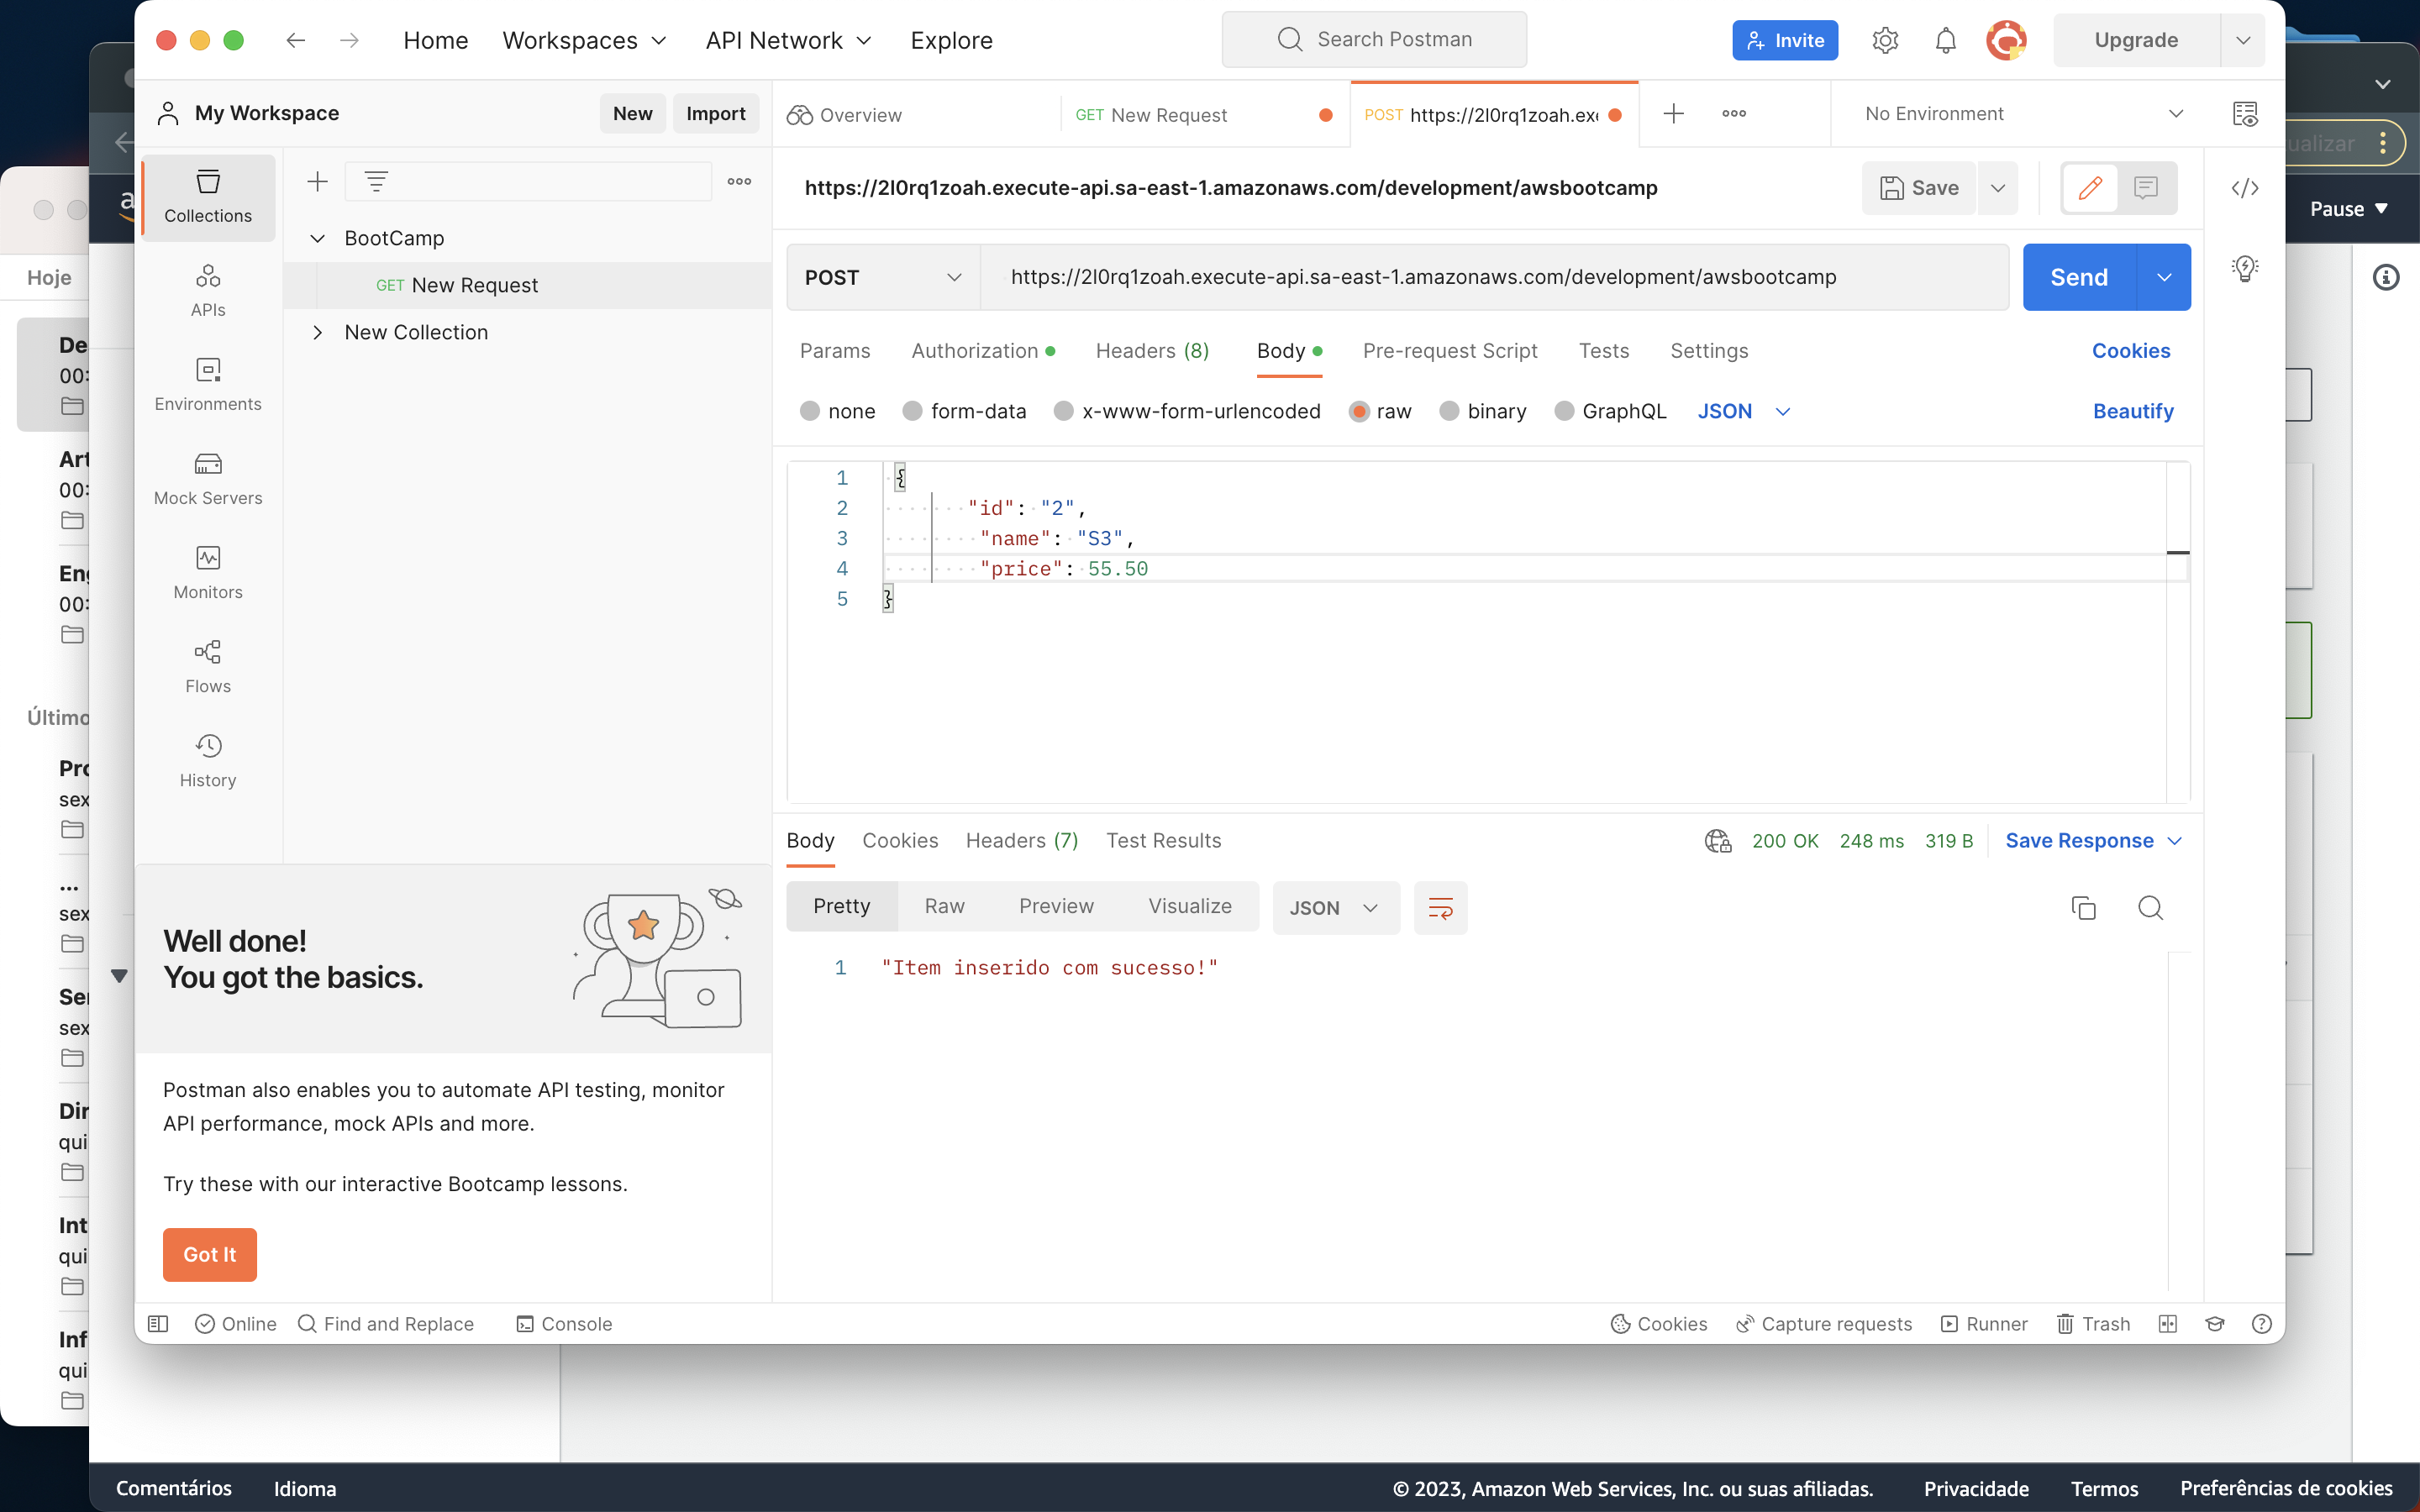 Home Workspaces API Network Explore Search Postman Invite Upgrade
My Workspace New Import Overview GET New Request POST https://2l0rq1zoah.exe No Environment
Collections
APIs
Environments
Mock Servers
Monitors
Flows
History
BootCamp
GET New Request
New Collection
https://2l0rq1zoah.execute-api.sa-east-1.amazonaws.com/development/awsbootcamp Save
POST https://2l0rq1zoah.execute-api.sa-east-1.amazonaws.com/development/awsbootcamp Send
Params Authorization Headers (8) Body Pre-request Script Tests Settings Cookies
none form-data x-www-form-urlencoded raw binary GraphQL JSON Beautify
1 {
2 "id": "2",
3 "name": "S3",
4 "price": 55.50
5 }
Body Cookies Headers (7) Test Results 200 OK 248 ms 319 B Save Response
Pretty Raw Preview Visualize JSON
1 "Item inserido com sucesso!"
Well done!
You got the basics.
Postman also enables you to automate API testing, monitor
API performance, mock APIs and more.
Try these with our interactive Bootcamp lessons.
Got It
Online Find and Replace Console Cookies Capture requests Runner Trash
Hoje
De
00:
Art
00:
Eng
00:
Último
Pro
sex
...
sex
Ser
sex
Dir
qui
Int
qui
Inf
qui
ualizar
Pause
Comentários Idioma © 2023, Amazon Web Services, Inc. ou suas afiliadas. Privacidade Termos Preferências de cookies